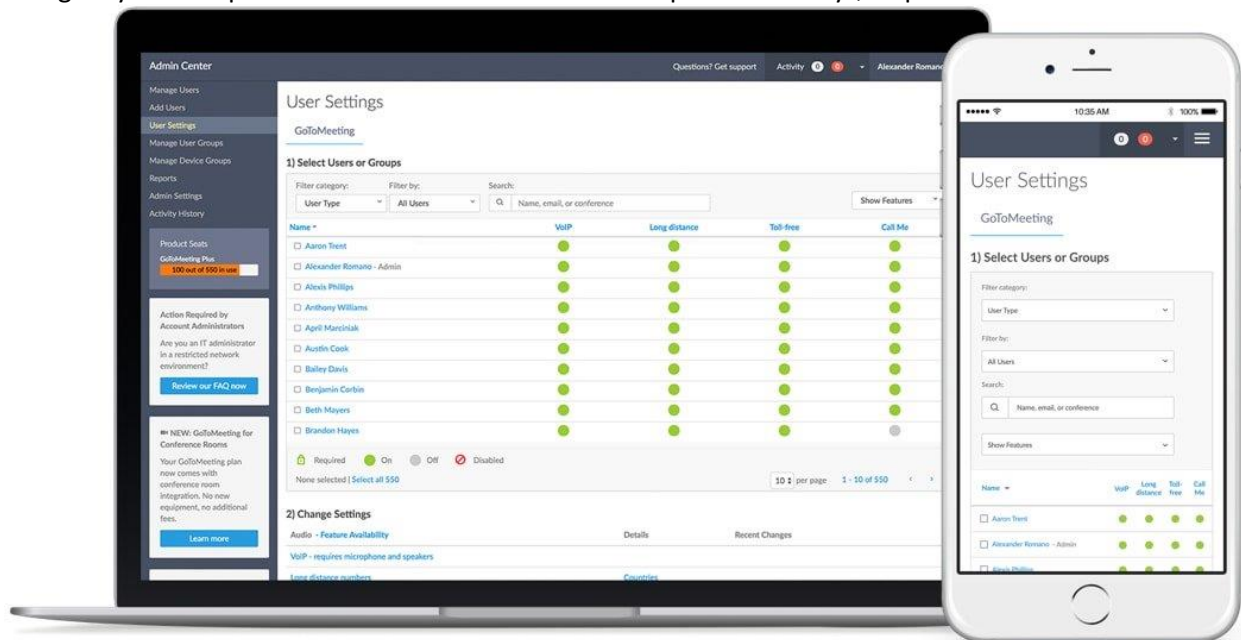 Admin Center
Questions? Get support Activity 0 0 Alexander Romano
Manage Users
Add Users
User Settings
Manage User Groups
Manage Device Groups
Reports
Admin Settings
Activity History
Product Seats
GoToMeeting Plus
100 out of 550 in use
Action Required by
Account Administrators
Are you an IT administrator
in a restricted network
environment?
Review our FAQ now
NEW: GoToMeeting for
Conference Rooms
Your GoToMeeting plan
now comes with
conference room
integration. No new
equipment, no additional
fees.
Learn more
User Settings
GoToMeeting
1) Select Users or Groups
Filter category: Filter by: Search:
User Type All Users Name, email, or conference Show Features
Name VoIP Long distance Toll-free Call Me
Aaron Trent
Alexander Romano - Admin
Alexis Phillips
Anthony Williams
April Marciniak
Austin Cook
Bailey Davis
Benjamin Corbin
Beth Mayers
Brandon Hayes
Required On Off Disabled
None selected | Select all 550 10 per page 1 - 10 of 550
2) Change Settings
Audio - Feature Availability Details Recent Changes
VoIP - requires microphone and speakers
Long distance numbers Countries
10:35 AM 100%
0 0
User Settings
GoToMeeting
1) Select Users or Groups
Filter category:
User Type
Filter by:
All Users
Search:
Name, email, or conference
Show Features
Name VoIP Long distance Toll-free Call Me
Aaron Trent
Alexander Romano - Admin
Alexis Phillips